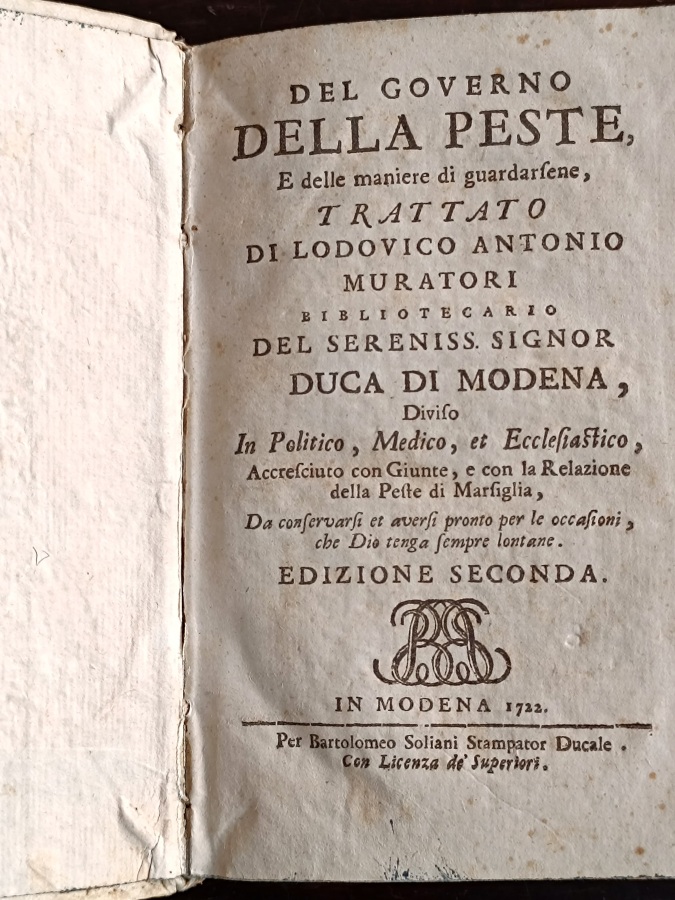 DEL GOVERNO
DELLA PESTE,
E delle maniere di guardarſene,
TRATTATO
DI LODOVICO ANTONIO
MURATORI
BIBLIOTECARIO
DEL SERENISS. SIGNOR
DUCA DI MODENA,
Diviſo
In Politico, Medico, et Eccleſiaſtico,
Accreſciuto con Giunte, e con la Relazione
della Peſte di Marſiglia,
Da conſervarſi et averſi pronto per le occaſioni,
che Dio tenga ſempre lontane.
EDIZIONE SECONDA.
IN MODENA 1722.
Per Bartolomeo Soliani Stampator Ducale.
Con Licenza de' Superiori.